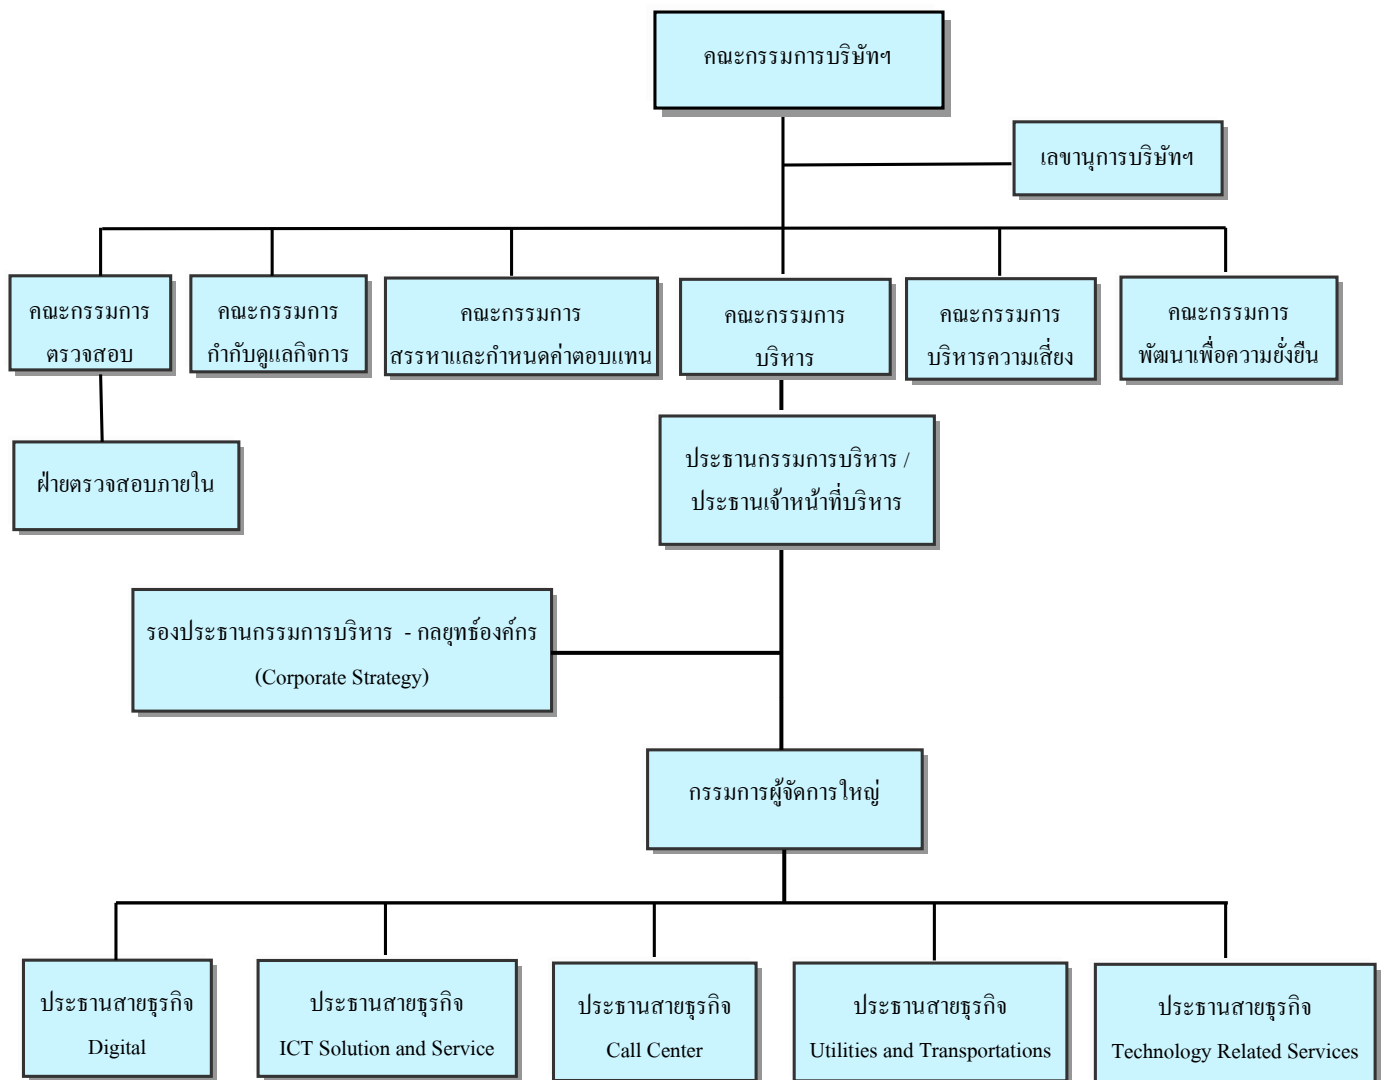 คณะกรรมการบริษัทฯ
เลขานุการบริษัทฯ
คณะกรรมการ
ตรวจสอบ
คณะกรรมการ
กำกับดูแลกิจการ
คณะกรรมการ
สรรหาและกำหนดค่าตอบแทน
คณะกรรมการ
บริหาร
คณะกรรมการ
บริหารความเสี่ยง
คณะกรรมการ
พัฒนาเพื่อความยั่งยืน
ฝ่ายตรวจสอบภายใน
ประธานกรรมการบริหาร /
ประธานเจ้าหน้าที่บริหาร
รองประธานกรรมการบริหาร - กลยุทธ์องค์กร
(Corporate Strategy)
กรรมการผู้จัดการใหญ่
ประธานสายธุรกิจ
Digital
ประธานสายธุรกิจ
ICT Solution and Service
ประธานสายธุรกิจ
Call Center
ประธานสายธุรกิจ
Utilities and Transportations
ประธานสายธุรกิจ
Technology Related Services